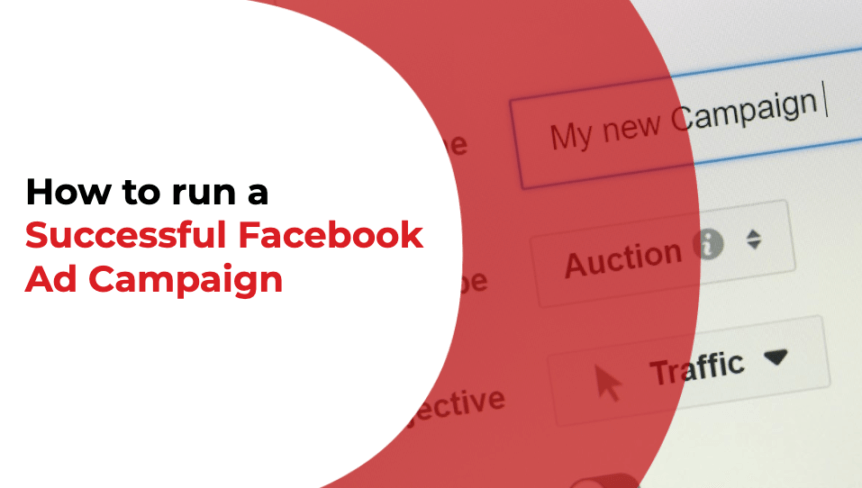 How to run a
Successful Facebook
Ad Campaign
My new Campaign
Auction
Traffic